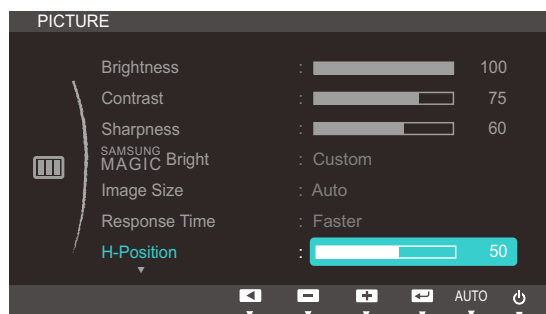 PICTURE
Brightness : 100
Contrast : 75
Sharpness : 60
SAMSUNG MAGIC Bright : Custom
Image Size : Auto
Response Time : Faster
H-Position : 50
AUTO